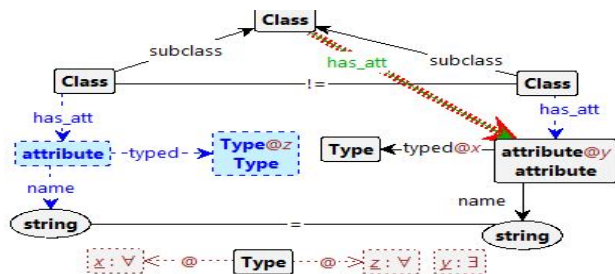 Class
subclass
subclass
has_att
Class
!=
Class
has_att
has_att
attribute
typed
Type@z
Type
Type
typed@x
attribute@y
attribute
name
name
string
=
string
x : ∀
@
Type
@
z : ∀
y : ∃